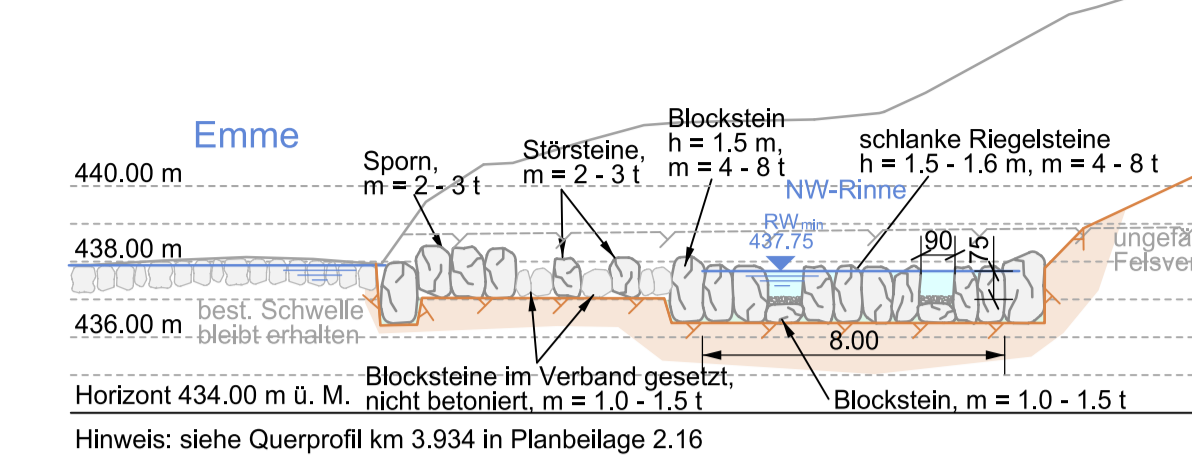 Emme
Blockstein
h = 1.5 m,
m = 4 - 8 t
schlanke Riegelsteine
h = 1.5 - 1.6 m, m = 4 - 8 t
Sporn,
m = 2 - 3 t
Störsteine,
m = 2 - 3 t
440.00 m
NW-Rinne
RWmin
437.75
90
75
438.00 m
best. Schwelle
bleibt erhalten
436.00 m
8.00
Blocksteine im Verband gesetzt,
nicht betoniert, m = 1.0 - 1.5 t
Blockstein, m = 1.0 - 1.5 t
Horizont 434.00 m ü. M.
Hinweis: siehe Querprofil km 3.934 in Planbeilage 2.16